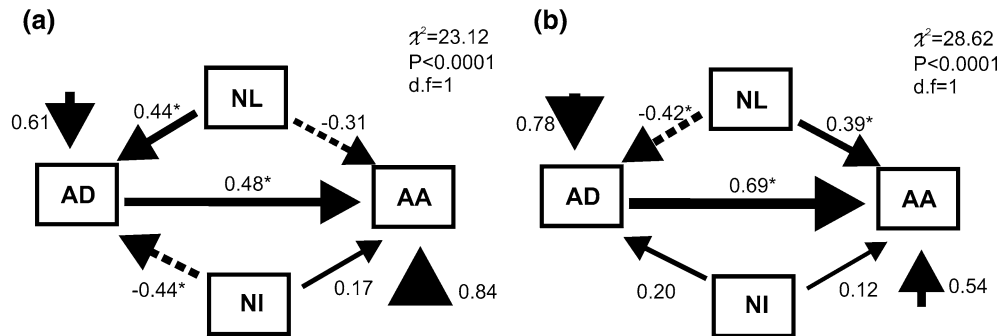 (a)
χ²=23.12
P<0.0001
d.f=1
NL
0.61
0.44*
-0.31
AD
0.48*
AA
-0.44*
NI
0.17
0.84
(b)
χ²=28.62
P<0.0001
d.f=1
NL
0.78
-0.42*
0.39*
AD
0.69*
AA
0.20
NI
0.12
0.54